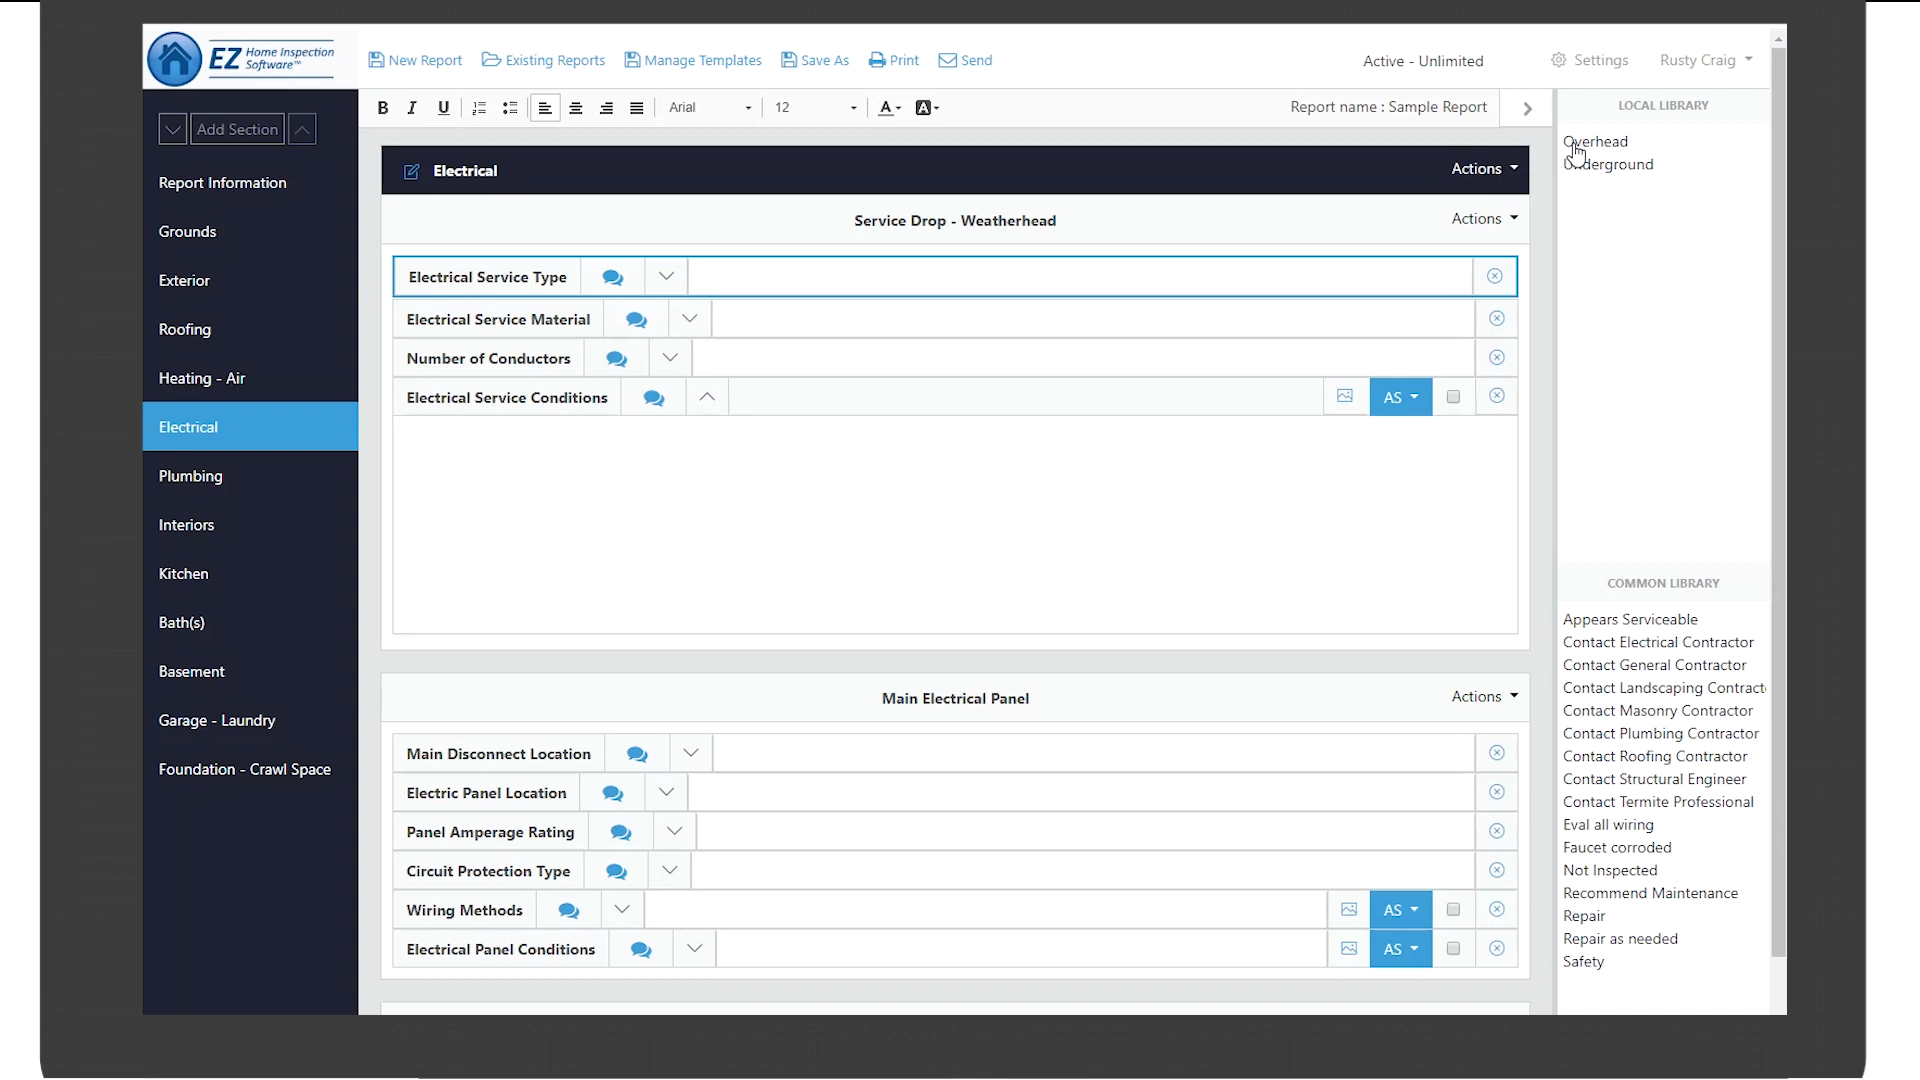 EZ Home Inspection Software™
New Report
Existing Reports
Manage Templates
Save As
Print
Send
Active - Unlimited
Settings
Rusty Craig
B I U
Arial
12
A
A
Report name : Sample Report
LOCAL LIBRARY
Overhead
Underground
Add Section
Report Information
Grounds
Exterior
Roofing
Heating - Air
Electrical
Plumbing
Interiors
Kitchen
Bath(s)
Basement
Garage - Laundry
Foundation - Crawl Space
Electrical
Actions
Service Drop - Weatherhead
Actions
Electrical Service Type
Electrical Service Material
Number of Conductors
Electrical Service Conditions
AS
Main Electrical Panel
Actions
Main Disconnect Location
Electric Panel Location
Panel Amperage Rating
Circuit Protection Type
Wiring Methods
AS
Electrical Panel Conditions
AS
COMMON LIBRARY
Appears Serviceable
Contact Electrical Contractor
Contact General Contractor
Contact Landscaping Contract
Contact Masonry Contractor
Contact Plumbing Contractor
Contact Roofing Contractor
Contact Structural Engineer
Contact Termite Professional
Eval all wiring
Faucet corroded
Not Inspected
Recommend Maintenance
Repair
Repair as needed
Safety